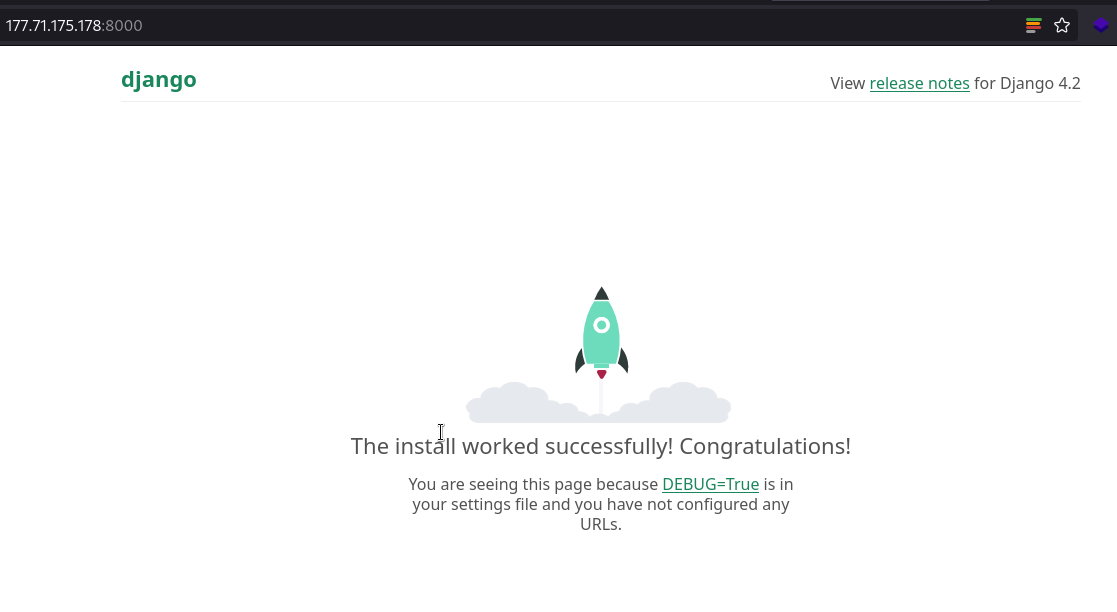 177.71.175.178:8000
django
View release notes for Django 4.2
The install worked successfully! Congratulations!
You are seeing this page because DEBUG=True is in
your settings file and you have not configured any
URLs.